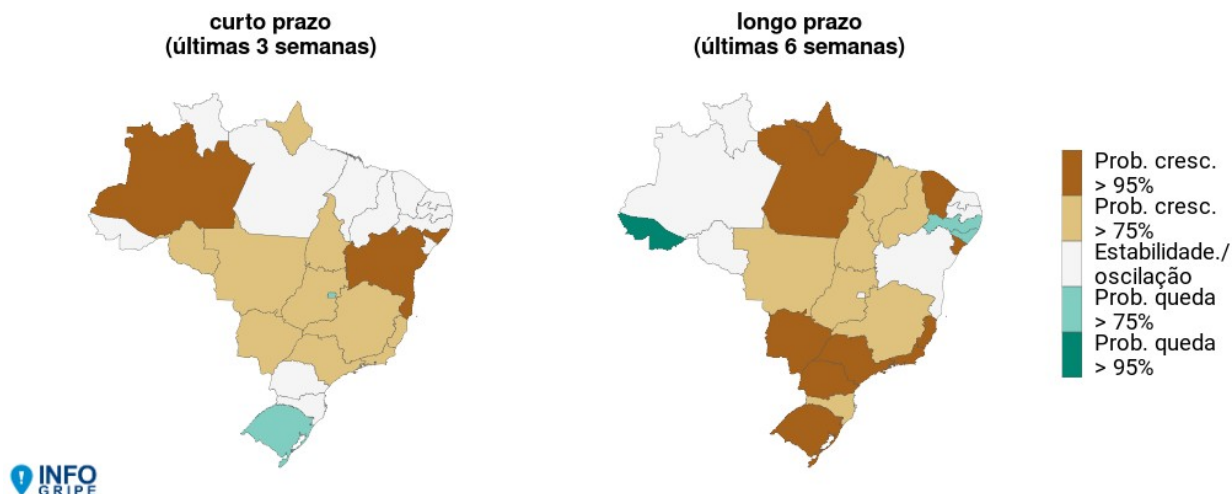 curto prazo
(últimas 3 semanas)
longo prazo
(últimas 6 semanas)
Prob. cresc.
> 95%
Prob. cresc.
> 75%
Estabilidade./
oscilação
Prob. queda
> 75%
Prob. queda
> 95%
INFO
GRIPE